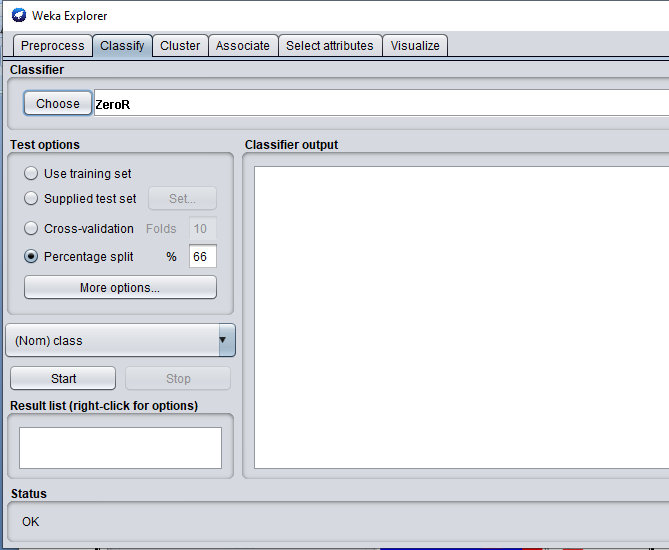 Weka Explorer
Preprocess Classify Cluster Associate Select attributes Visualize
Classifier
Choose ZeroR
Test options
Use training set
Supplied test set Set...
Cross-validation Folds 10
Percentage split % 66
More options...
(Nom) class
Start Stop
Result list (right-click for options)
Classifier output
Status
OK